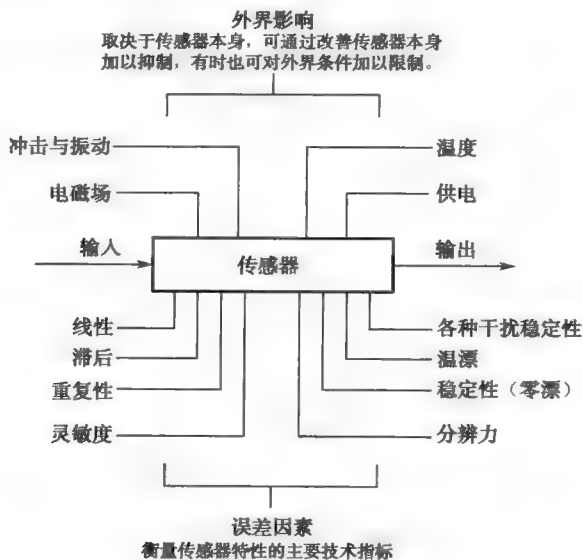 外界影响
取决于传感器本身，可通过改善传感器本身
加以抑制，有时也可对外界条件加以限制。
冲击与振动
温度
电磁场
供电
输入
传感器
输出
线性
各种干扰稳定性
滞后
温漂
重复性
稳定性（零漂）
灵敏度
分辨力
误差因素
衡量传感器特性的主要技术指标